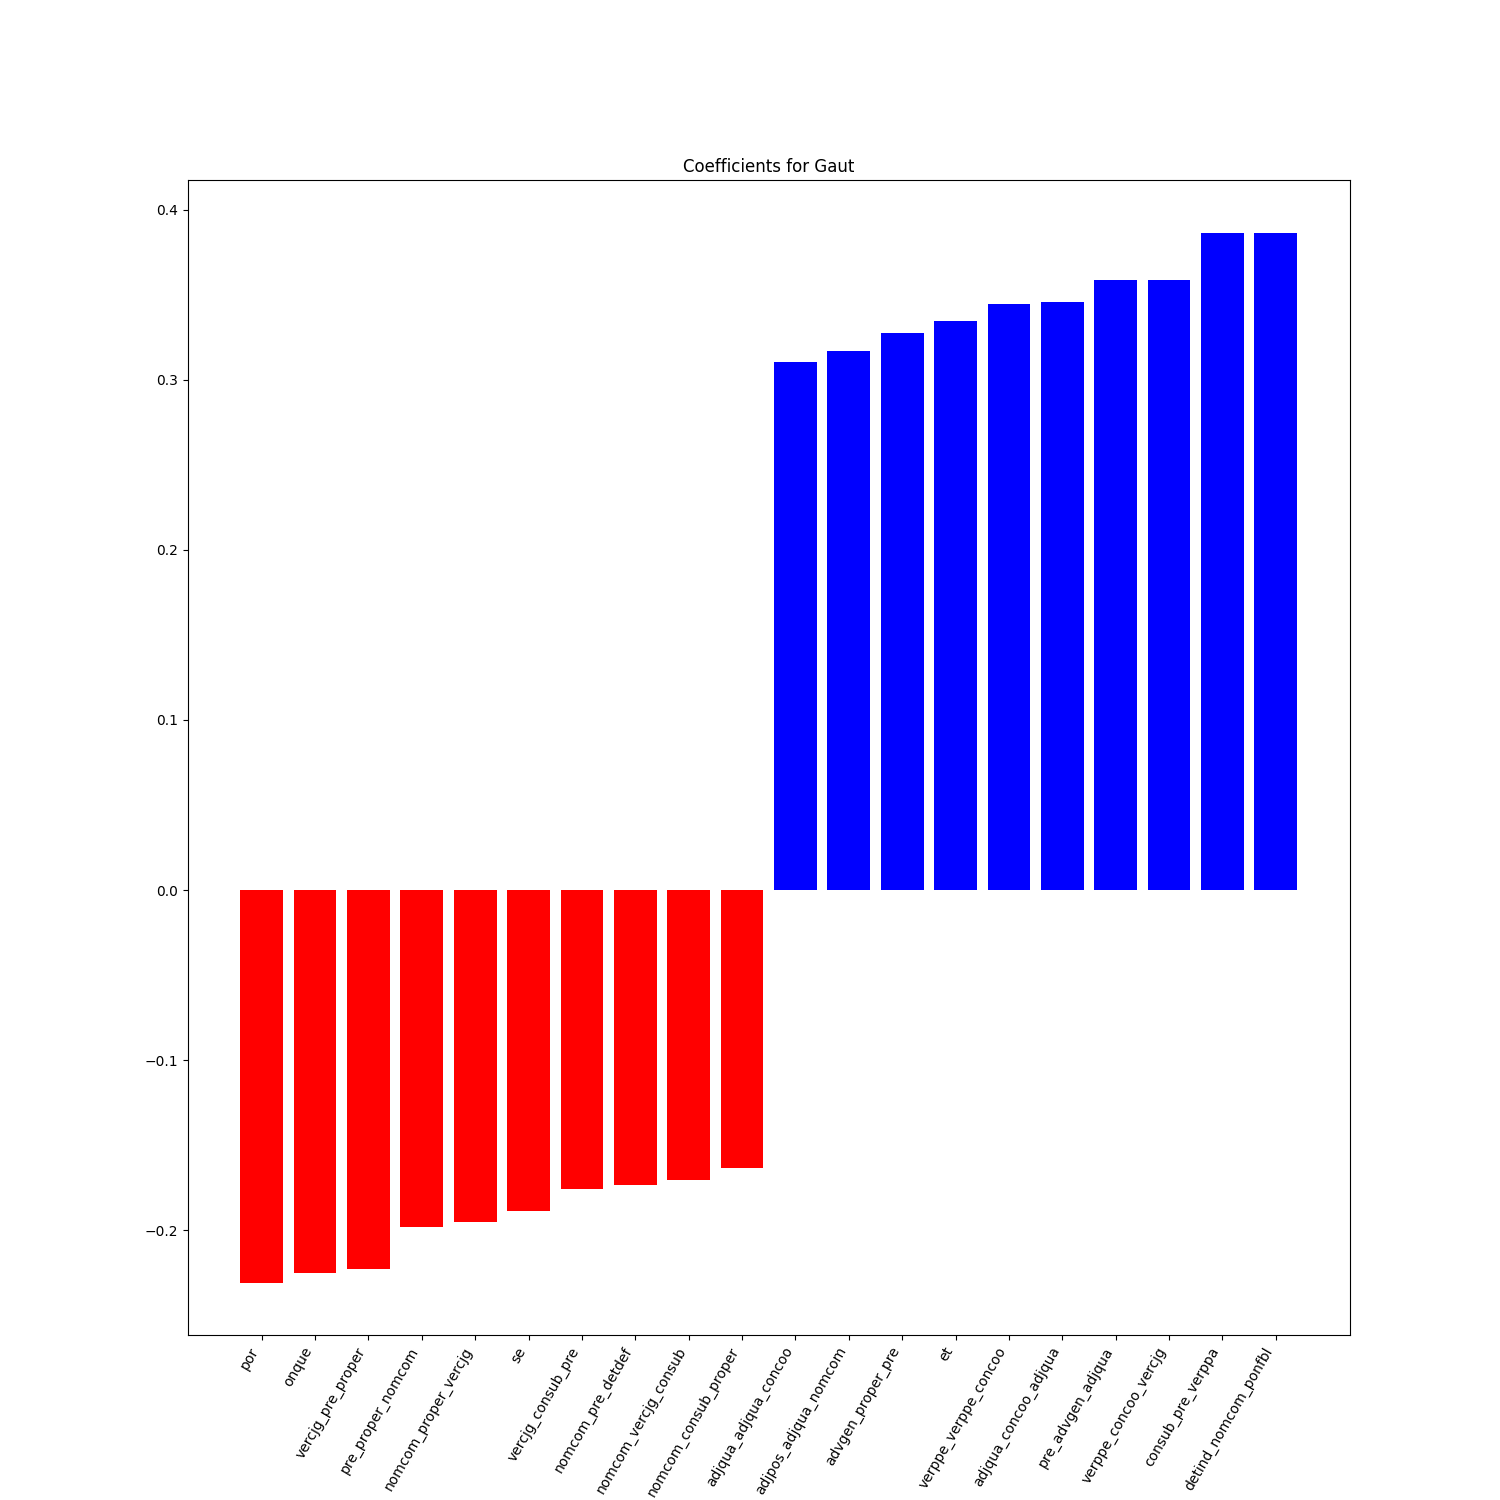 Coefficients for Gaut
0.4
0.3
0.2
0.1
0.0
−0.1
−0.2
por
onque
vercjg_pre_proper
pre_proper_nomcom
nomcom_proper_vercjg
se
vercjg_consub_pre
nomcom_pre_detdef
nomcom_vercjg_consub
nomcom_consub_proper
adjqua_adjqua_concoo
adjpos_adjqua_nomcom
advgen_proper_pre
et
verppe_verppe_concoo
adjqua_concoo_adjqua
pre_advgen_adjqua
verppe_concoo_vercjg
consub_pre_verppa
detind_nomcom_ponfbl